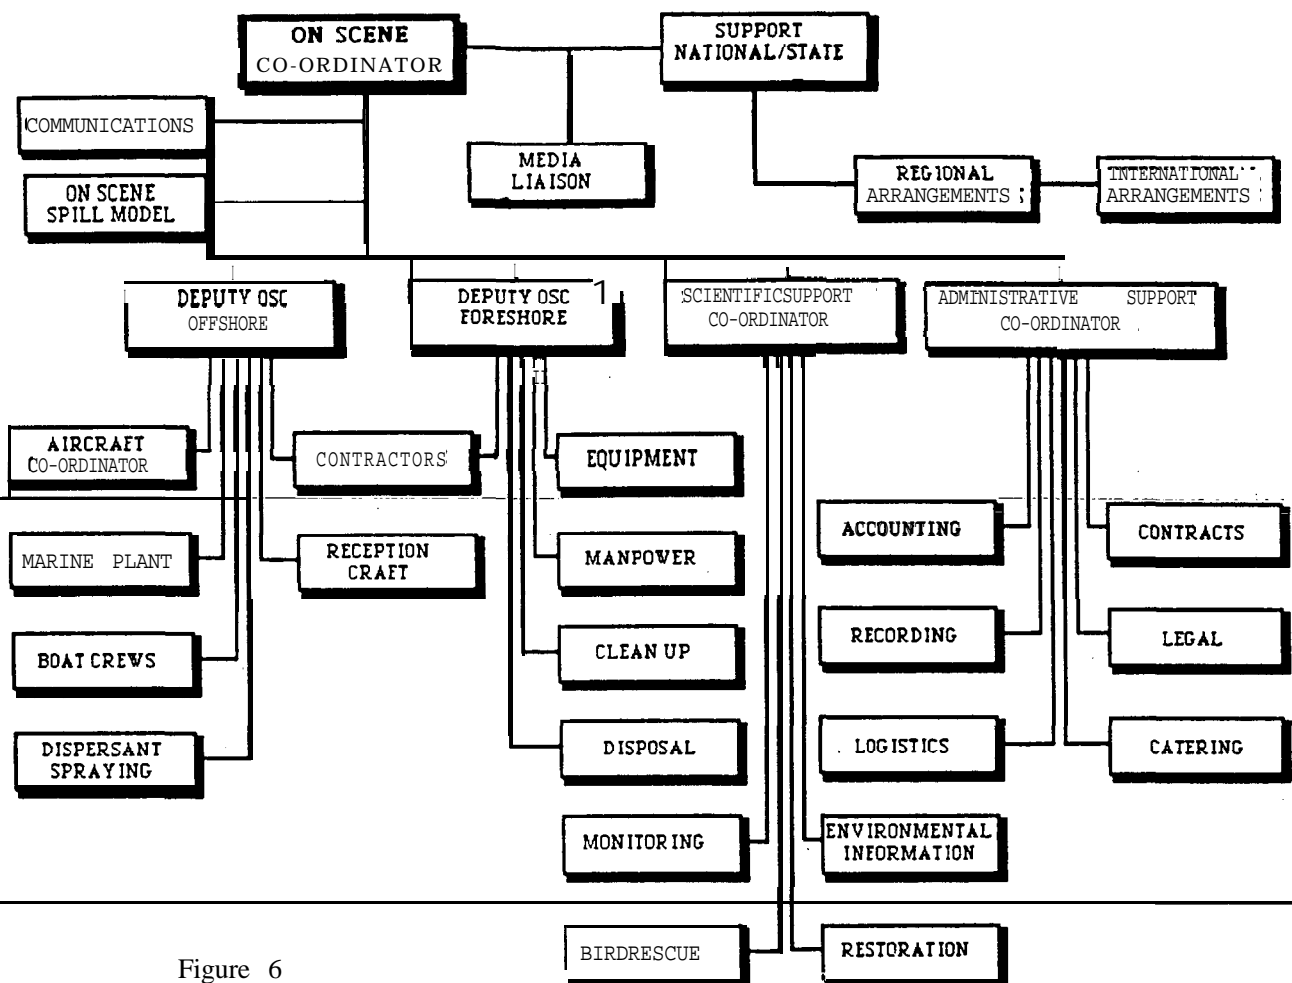 ON SCENE
CO-ORDINATOR
SUPPORT
NATIONAL/STATE
COMMUNICATIONS
MEDIA
LIAISON
REGIONAL
ARRANGEMENTS
INTERNATIONAL
ARRANGEMENTS
ON SCENE
SPILL MODEL
DEPUTY OSC
OFFSHORE
DEPUTY OSC 1
FORESHORE
SCIENTIFICSUPPORT
CO-ORDINATOR
ADMINISTRATIVE SUPPORT
CO-ORDINATOR
AIRCRAFT
CO-ORDINATOR
CONTRACTORS
EQUIPMENT
ACCOUNTING
CONTRACTS
MARINE PLANT
RECEPTION
CRAFT
MANPOWER
RECORDING
LEGAL
BOAT CREWS
CLEAN UP
DISPERSANT
SPRAYING
DISPOSAL
LOGISTICS
CATERING
MONITORING
ENVIRONMENTAL
INFORMATION
BIRDRESCUE
RESTORATION
Figure 6